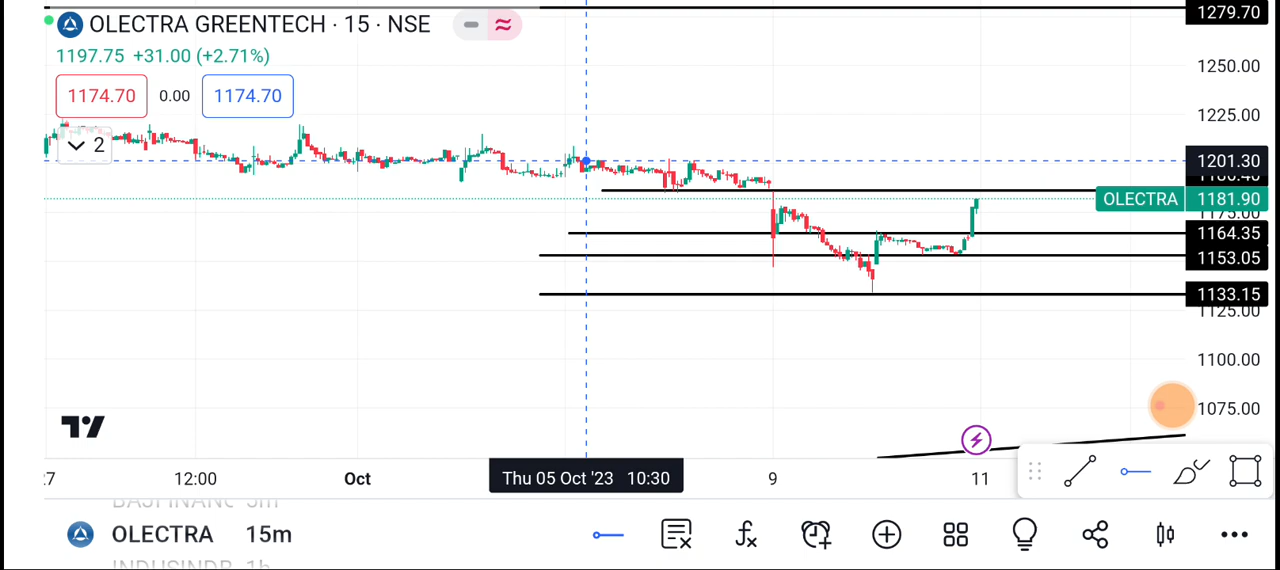 OLECTRA GREENTECH · 15 · NSE
1197.75 +31.00 (+2.71%)
1174.70 0.00 1174.70
2
1279.70
1250.00
1225.00
1201.30
OLECTRA 1181.90
1175.00
1164.35
1153.05
1133.15
1125.00
1100.00
1075.00
12:00 Oct Thu 05 Oct '23 10:30 9 11
OLECTRA 15m